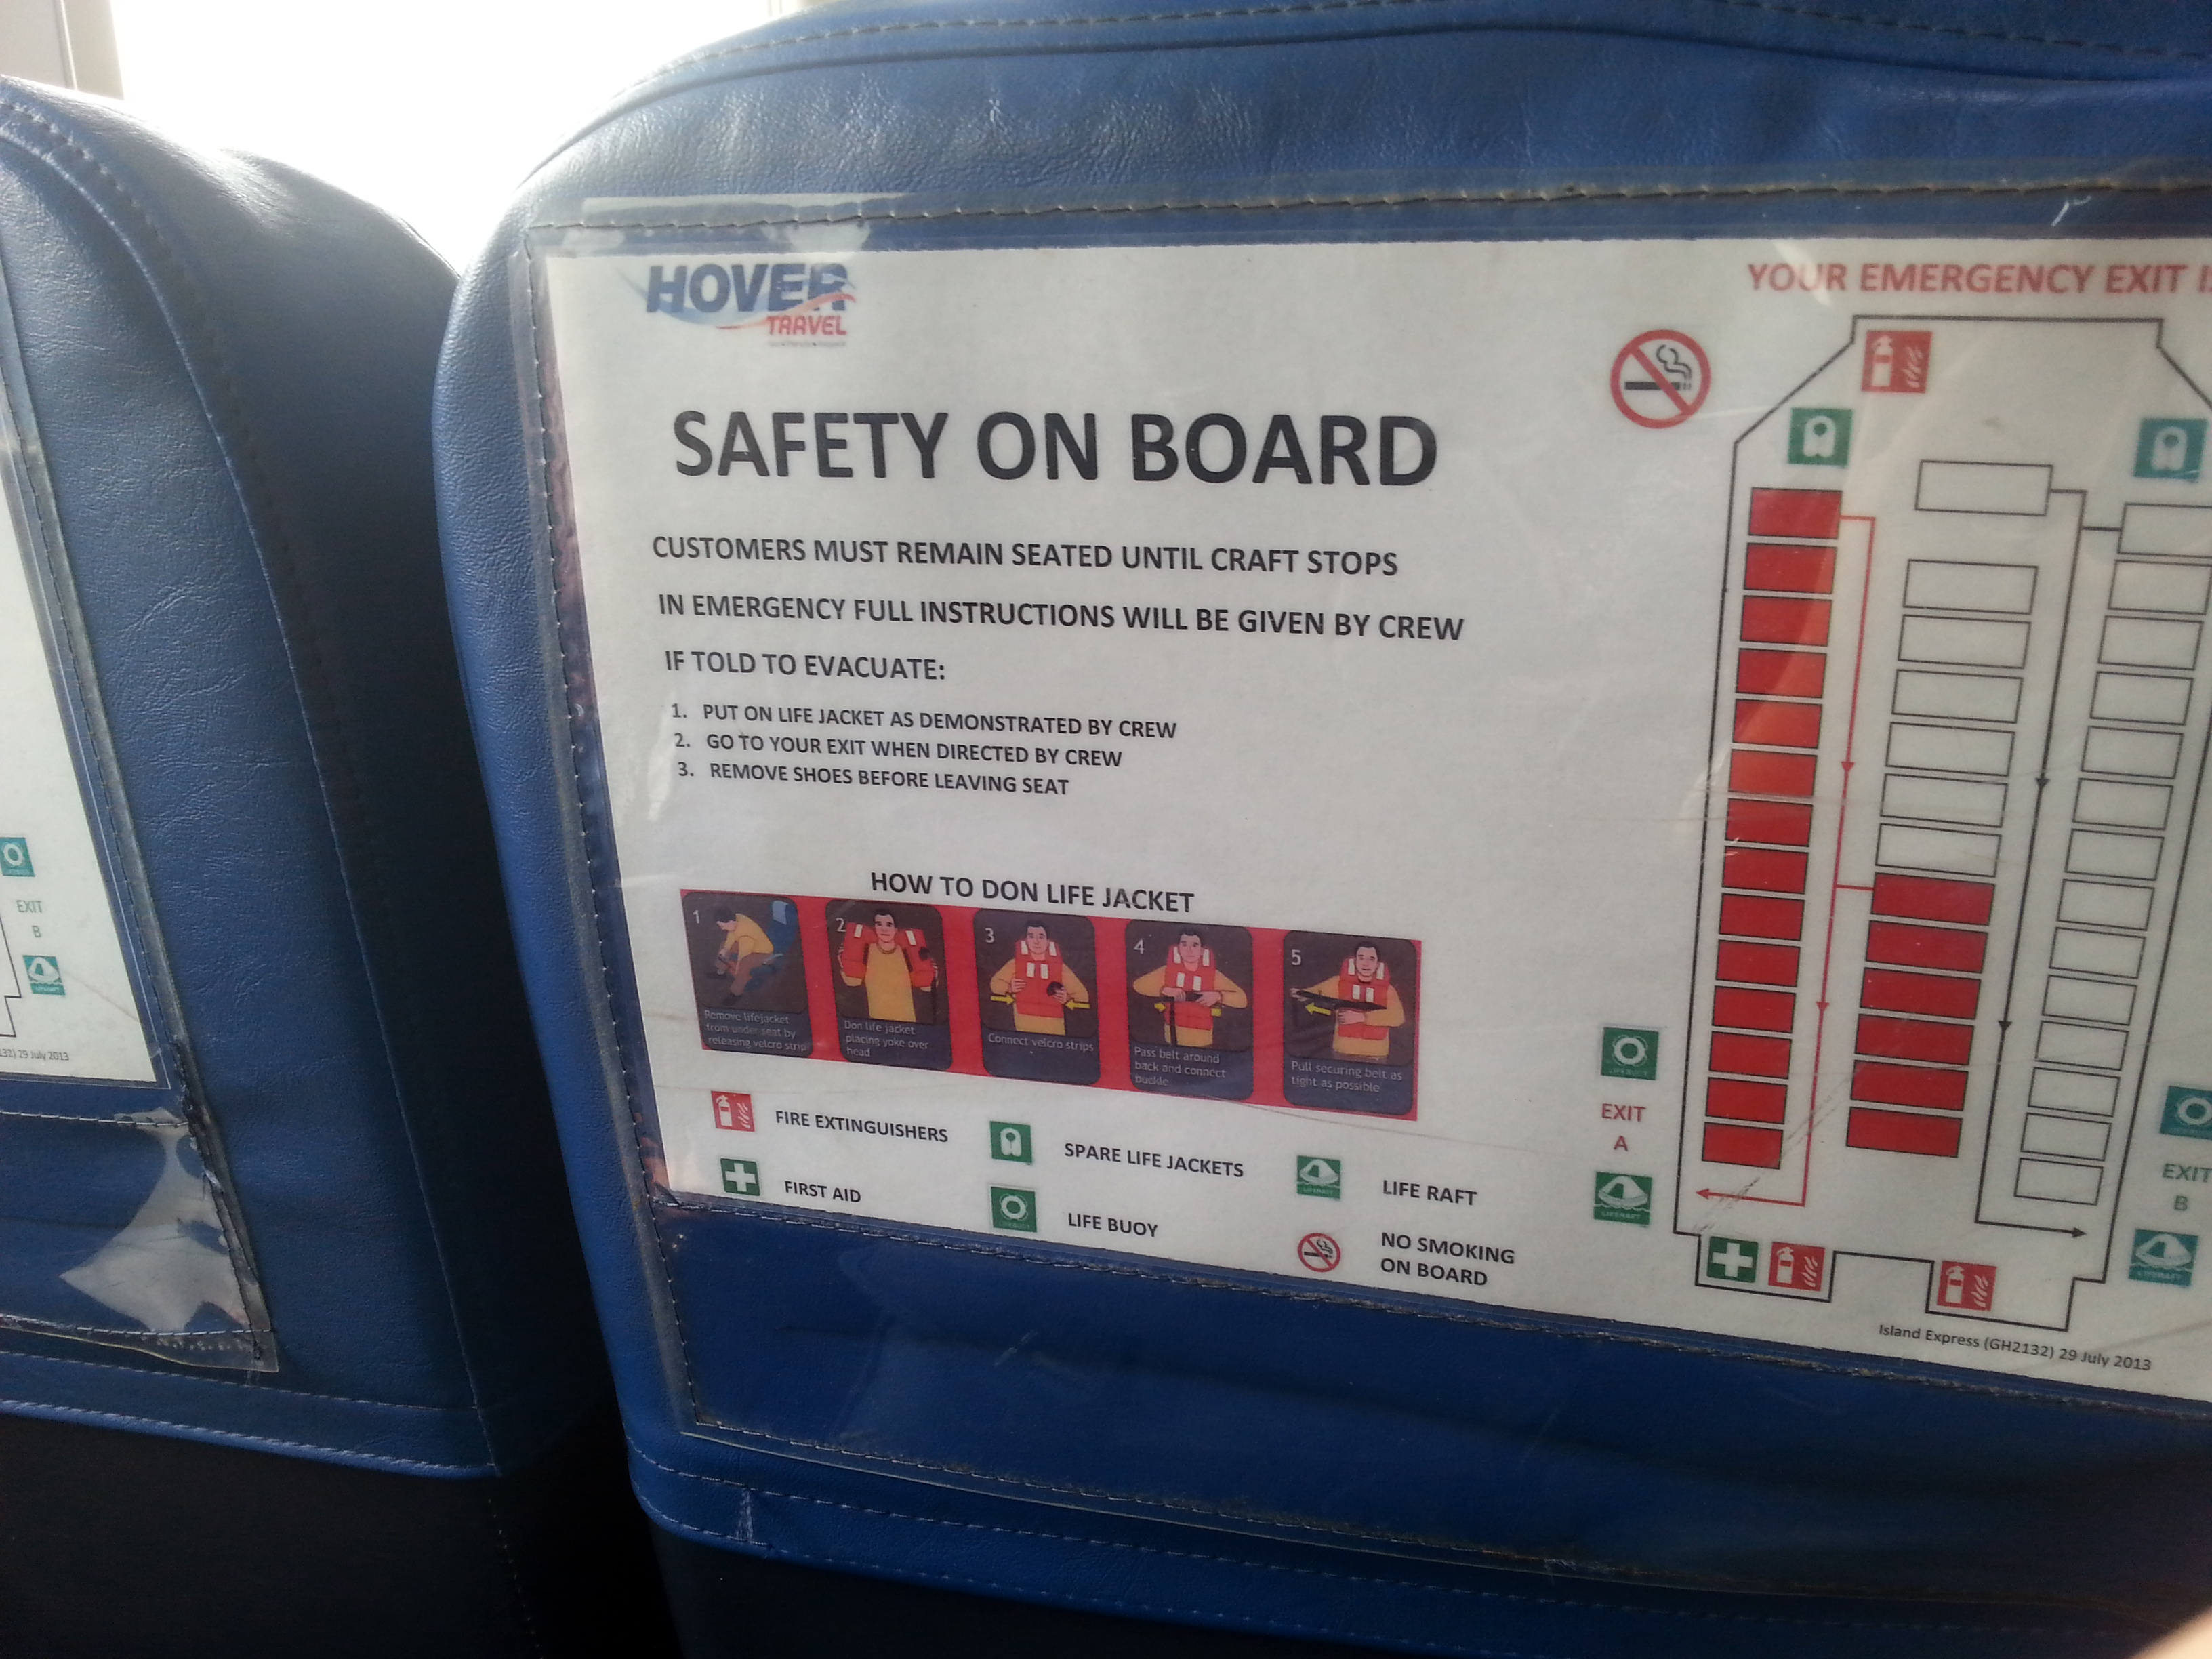 HOVER
TRAVEL
YOUR EMERGENCY EXIT
SAFETY ON BOARD
CUSTOMERS MUST REMAIN SEATED UNTIL CRAFT STOPS
IN EMERGENCY FULL INSTRUCTIONS WILL BE GIVEN BY CREW
IF TOLD TO EVACUATE:
1. PUT ON LIFE JACKET AS DEMONSTRATED BY CREW
2. GO TO YOUR EXIT WHEN DIRECTED BY CREW
3. REMOVE SHOES BEFORE LEAVING SEAT
HOW TO DON LIFE JACKET
1
Remove lifejacket
from under seat by
releasing velcro strip
2
Don life jacket
placing yoke over
head
3
Connect velcro strips
4
Pass belt around
back and connect
buckle
5
Pull securing belt as
tight as possible
FIRE EXTINGUISHERS
SPARE LIFE JACKETS
LIFE RAFT
FIRST AID
LIFE BUOY
NO SMOKING
ON BOARD
EXIT
A
EXIT
B
Island Express (GH2132) 29 July 2013
EXIT
B
29 July 2013